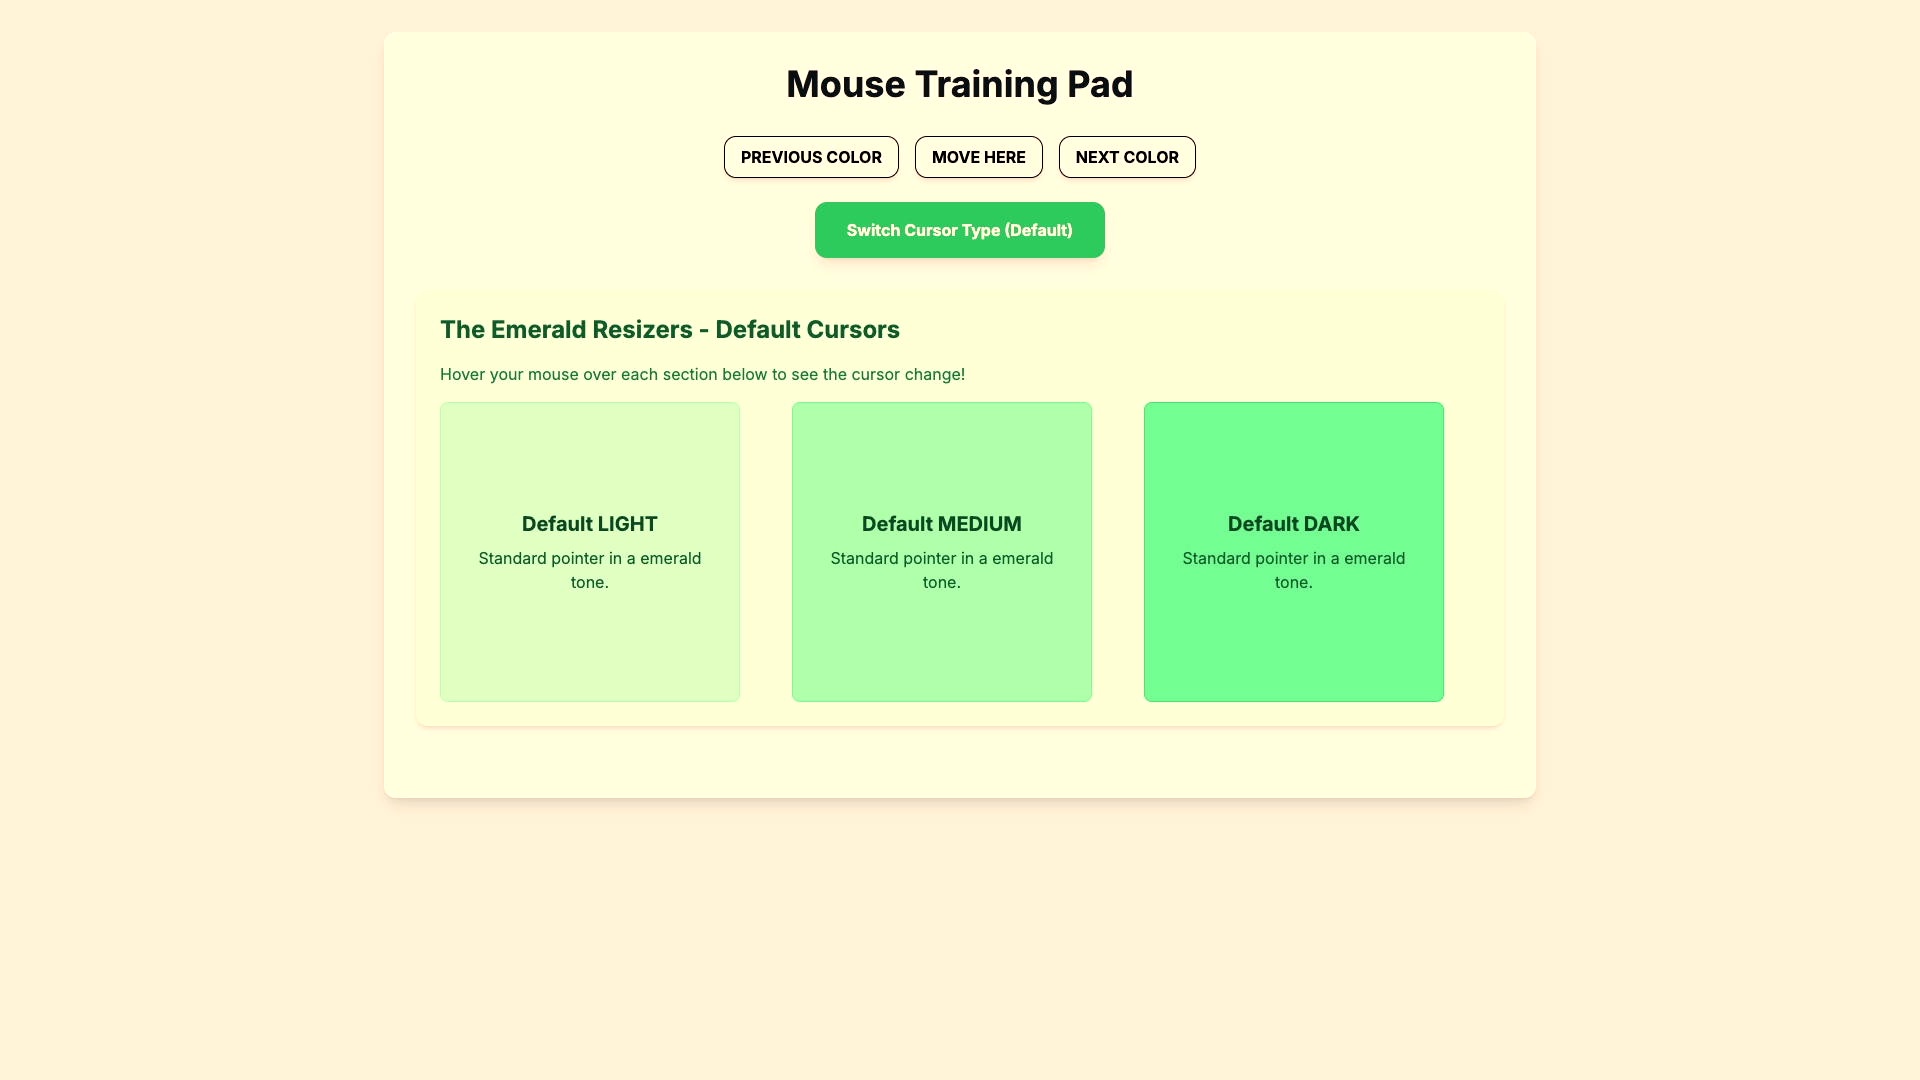 Mouse Training Pad
PREVIOUS COLOR
MOVE HERE
NEXT COLOR
Switch Cursor Type (Default)
The Emerald Resizers - Default Cursors
Hover your mouse over each section below to see the cursor change!
Default LIGHT
Standard pointer in a emerald
tone.
Default MEDIUM
Standard pointer in a emerald
tone.
Default DARK
Standard pointer in a emerald
tone.